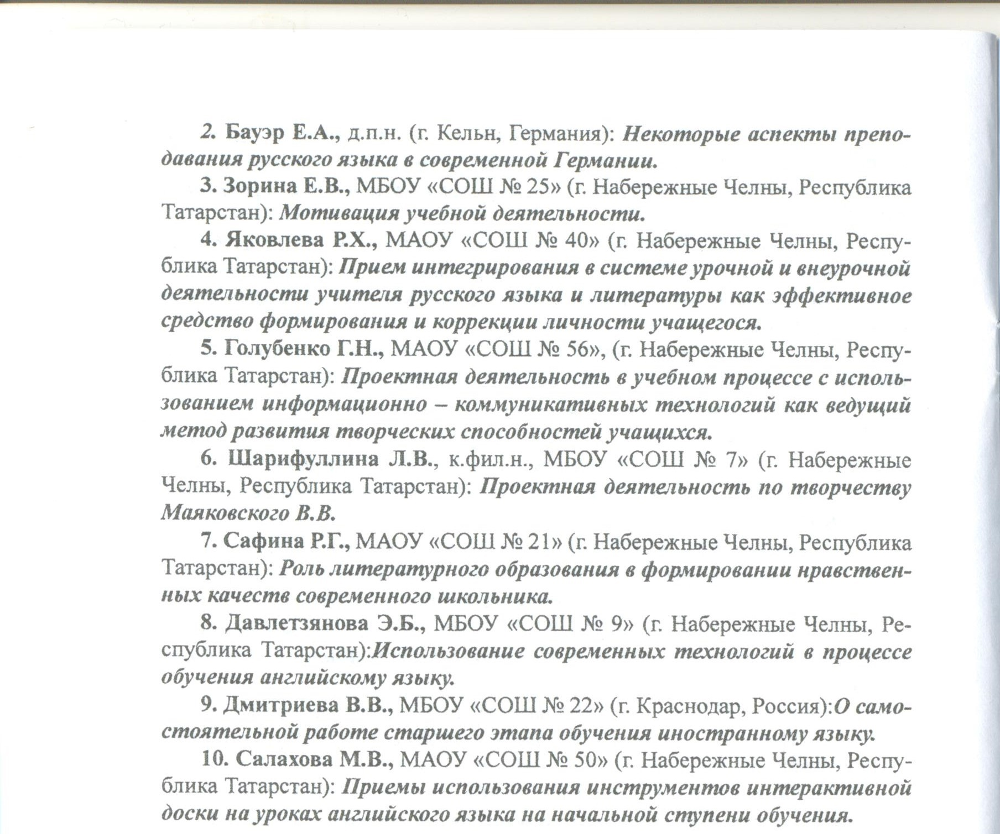 2. Бауэр Е.А., д.п.н. (г. Кельн, Германия): Некоторые аспекты препо-
давания русского языка в современной Германии.
3. Зорина Е.В., МБОУ «СОШ № 25» (г. Набережные Челны, Республика
Татарстан): Мотивация учебной деятельности.
4. Яковлева Р.Х., МАОУ «СОШ № 40» (г. Набережные Челны, Респу-
блика Татарстан): Прием интегрирования в системе урочной и внеурочной
деятельности учителя русского языка и литературы как эффективное
средство формирования и коррекции личности учащегося.
5. Голубенко Г.Н., МАОУ «СОШ № 56», (г. Набережные Челны, Респу-
блика Татарстан): Проектная деятельность в учебном процессе с исполь-
зованием информационно – коммуникативных технологий как ведущий
метод развития творческих способностей учащихся.
6. Шарифуллина Л.В., к.фил.н., МБОУ «СОШ № 7» (г. Набережные
Челны, Республика Татарстан): Проектная деятельность по творчеству
Маяковского В.В.
7. Сафина Р.Г., МАОУ «СОШ № 21» (г. Набережные Челны, Республика
Татарстан): Роль литературного образования в формировании нравствен-
ных качеств современного школьника.
8. Давлетзянова Э.Б., МБОУ «СОШ № 9» (г. Набережные Челны, Ре-
спублика Татарстан):Использование современных технологий в процессе
обучения английскому языку.
9. Дмитриева В.В., МБОУ «СОШ № 22» (г. Краснодар, Россия):О само-
стоятельной работе старшего этапа обучения иностранному языку.
10. Салахова М.В., МАОУ «СОШ № 50» (г. Набережные Челны, Респу-
блика Татарстан): Приемы использования инструментов интерактивной
доски на уроках английского языка на начальной ступени обучения.